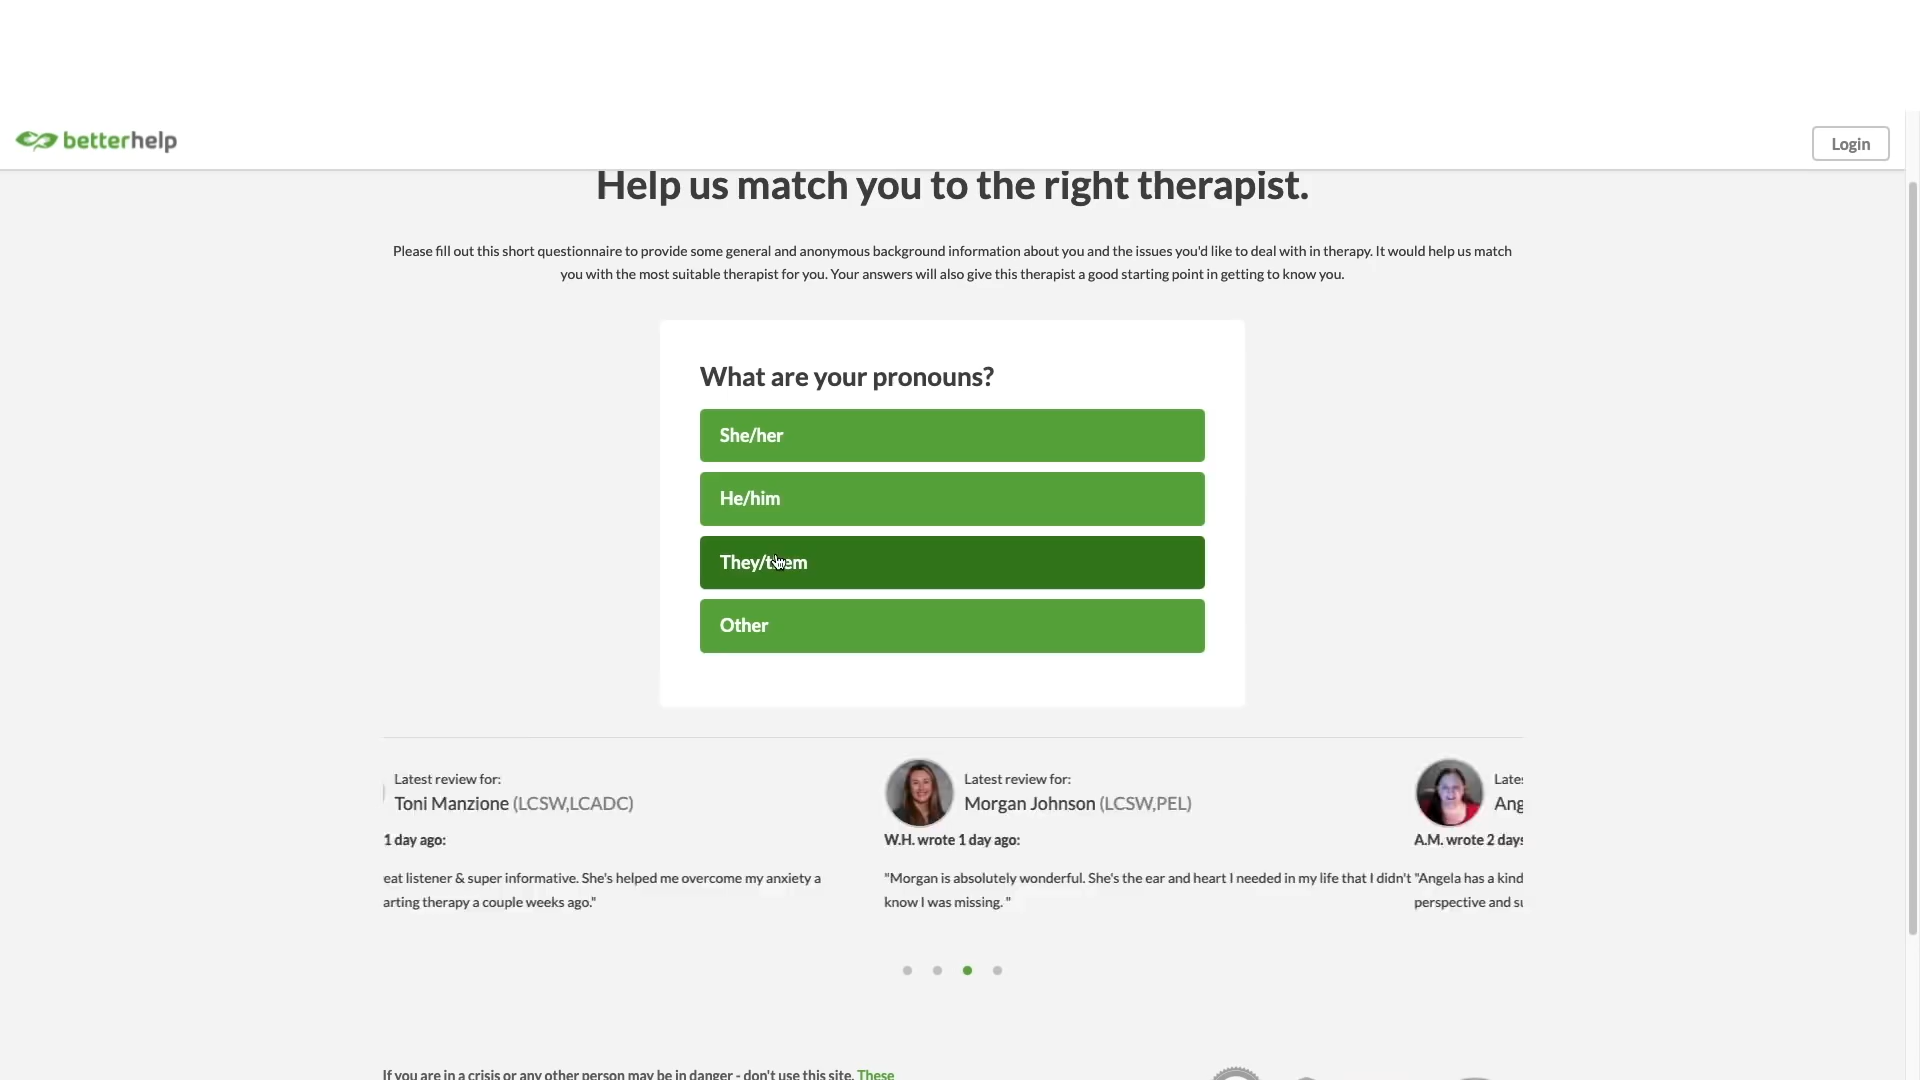 betterhelp
Login
Help us match you to the right therapist.
Please fill out this short questionnaire to provide some general and anonymous background information about you and the issues you'd like to deal with in therapy. It would help us match
you with the most suitable therapist for you. Your answers will also give this therapist a good starting point in getting to know you.
What are your pronouns?
She/her
He/him
They/them
Other
Latest review for:
Toni Manzione (LCSW,LCADC)
1 day ago:
eat listener & super informative. She's helped me overcome my anxiety a
arting therapy a couple weeks ago."
Latest review for:
Morgan Johnson (LCSW,PEL)
W.H. wrote 1 day ago:
"Morgan is absolutely wonderful. She's the ear and heart I needed in my life that I didn't
know I was missing. "
Late
Ang
A.M. wrote 2 days
"Angela has a kind
perspective and su
If you are in a crisis or any other person may be in danger - don't use this site. These